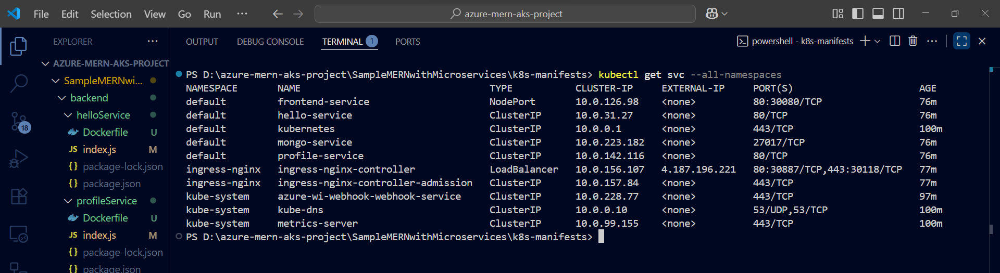 File Edit Selection View Go Run ··· azure-mern-aks-project
EXPLORER ···
AZURE-MERN-AKS-PROJECT
SampleMERNwi...
backend
helloService
Dockerfile U
JS index.js M
{} package-lock.json
{} package.json
profileService
Dockerfile U
JS index.js M
{} package-lock.json
{} package.json
18
OUTPUT DEBUG CONSOLE TERMINAL 1 PORTS powershell - k8s-manifests
PS D:\azure-mern-aks-project\SampleMERNwithMicroservices\k8s-manifests> kubectl get svc --all-namespaces
NAMESPACE NAME TYPE CLUSTER-IP EXTERNAL-IP PORT(S) AGE
default frontend-service NodePort 10.0.126.98 <none> 80:30080/TCP 76m
default hello-service ClusterIP 10.0.31.27 <none> 80/TCP 76m
default kubernetes ClusterIP 10.0.0.1 <none> 443/TCP 100m
default mongo-service ClusterIP 10.0.223.182 <none> 27017/TCP 76m
default profile-service ClusterIP 10.0.142.116 <none> 80/TCP 76m
ingress-nginx ingress-nginx-controller LoadBalancer 10.0.156.107 4.187.196.221 80:30887/TCP,443:30118/TCP 77m
ingress-nginx ingress-nginx-controller-admission ClusterIP 10.0.157.84 <none> 443/TCP 77m
kube-system azure-wi-webhook-webhook-service ClusterIP 10.0.228.77 <none> 443/TCP 97m
kube-system kube-dns ClusterIP 10.0.0.10 <none> 53/UDP,53/TCP 100m
kube-system metrics-server ClusterIP 10.0.99.155 <none> 443/TCP 100m
PS D:\azure-mern-aks-project\SampleMERNwithMicroservices\k8s-manifests>